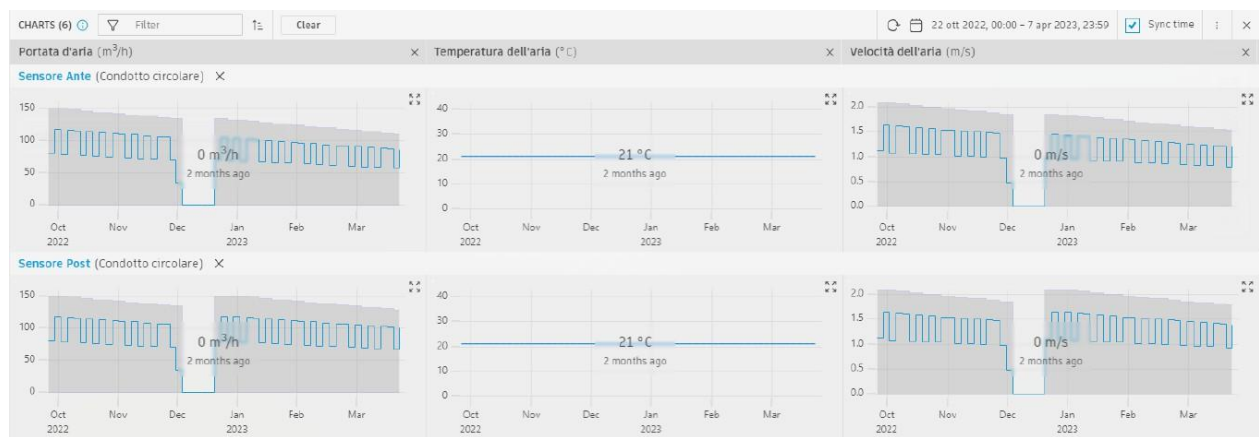 CHARTS (6) Filter Clear 22 ott 2022, 00:00 – 7 apr 2023, 23:59 Sync time
Portata d'aria (m³/h) Temperatura dell'aria (°C) Velocità dell'aria (m/s)
Sensore Ante (Condotto circolare)
150
100
50
0
0 m³/h
2 months ago
Oct Nov Dec Jan Feb Mar
2022 2023
40
30
20
10
0
21 °C
2 months ago
Oct Nov Dec Jan Feb Mar
2022 2023
2.0
1.5
1.0
0.5
0.0
0 m/s
2 months ago
Oct Nov Dec Jan Feb Mar
2022 2023
Sensore Post (Condotto circolare)
150
100
50
0
0 m³/h
2 months ago
Oct Nov Dec Jan Feb Mar
2022 2023
40
30
20
10
0
21 °C
2 months ago
Oct Nov Dec Jan Feb Mar
2022 2023
2.0
1.5
1.0
0.5
0.0
0 m/s
2 months ago
Oct Nov Dec Jan Feb Mar
2022 2023